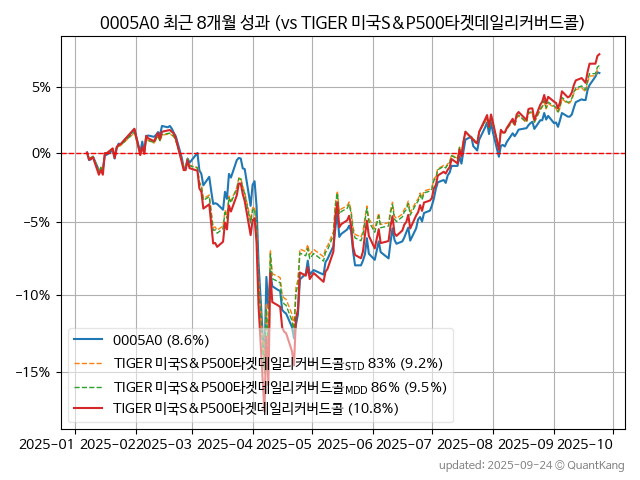 0005A0 최근 8개월 성과 (vs TIGER 미국S&P500타겟데일리커버드콜)
5%
0%
−5%
−10%
−15%
0005A0 (8.6%)
TIGER 미국S&P500타겟데일리커버드콜STD 83% (9.2%)
TIGER 미국S&P500타겟데일리커버드콜MDD 86% (9.5%)
TIGER 미국S&P500타겟데일리커버드콜 (10.8%)
2025-01 2025-02 2025-03 2025-04 2025-05 2025-06 2025-07 2025-08 2025-09 2025-10
updated: 2025-09-24 © QuantKang